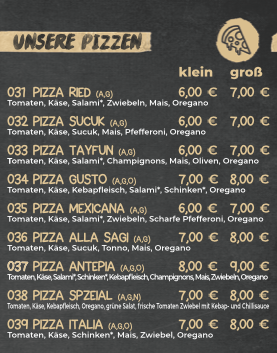 UNSERE PIZZEN
klein groß
031 PIZZA RIED (A,G) 6,00 € 7,00 €
Tomaten, Käse, Salami*, Zwiebeln, Mais, Oregano
032 PIZZA SUCUK (A,G) 6,00 € 7,00 €
Tomaten, Käse, Sucuk, Mais, Pfefferoni, Oregano
033 PIZZA TAYFUN (A,G) 6,00 € 7,00 €
Tomaten, Käse, Salami*, Champignons, Mais, Oliven, Oregano
034 PIZZA GUSTO (A,G,O) 7,00 € 8,00 €
Tomaten, Käse, Kebapfleisch, Salami*, Schinken*, Oregano
035 PIZZA MEXICANA (A,G) 6,00 € 7,00 €
Tomaten, Käse, Salami*, Zwiebeln, Scharfe Pfefferoni, Oregano
036 PIZZA ALLA SAGI (A,G) 7,00 € 8,00 €
Tomaten, Käse, Sucuk, Tonno, Mais, Oregano
037 PIZZA ANTEPIA (A,G,O) 8,00 € 9,00 €
Tomaten, Käse, Salami*, Schinken*, Kebapfleisch, Champignons, Mais, Zwiebeln, Oregano
038 PIZZA SPZEIAL (A,G,N) 7,00 € 8,00 €
Tomaten, Käse, Kebapfleisch, Oregano, grüne Salat, frische Tomaten Zwiebel mit Kebap- und Chilisauce
039 PIZZA ITALIA (A,G,O) 7,00 € 8,00 €
Tomaten, Käse, Schinken*, Mais, Zwiebel, Oregano